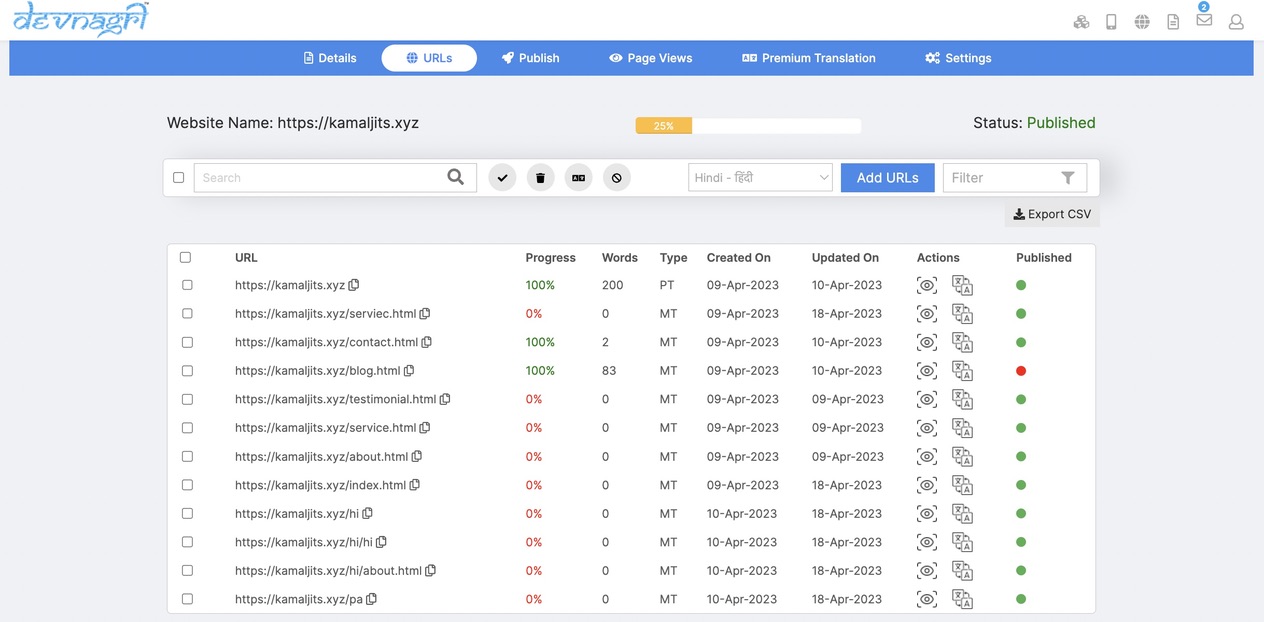 devnagri
2
Details URLs Publish Page Views Premium Translation Settings
Website Name: https://kamaljits.xyz 25% Status: Published
Search Hindi - हिंदी Add URLs Filter
Export CSV
URL Progress Words Type Created On Updated On Actions Published
https://kamaljits.xyz 100% 200 PT 09-Apr-2023 10-Apr-2023
https://kamaljits.xyz/serviec.html 0% 0 MT 09-Apr-2023 18-Apr-2023
https://kamaljits.xyz/contact.html 100% 2 MT 09-Apr-2023 10-Apr-2023
https://kamaljits.xyz/blog.html 100% 83 MT 09-Apr-2023 10-Apr-2023
https://kamaljits.xyz/testimonial.html 0% 0 MT 09-Apr-2023 09-Apr-2023
https://kamaljits.xyz/service.html 0% 0 MT 09-Apr-2023 09-Apr-2023
https://kamaljits.xyz/about.html 0% 0 MT 09-Apr-2023 09-Apr-2023
https://kamaljits.xyz/index.html 0% 0 MT 09-Apr-2023 18-Apr-2023
https://kamaljits.xyz/hi 0% 0 MT 10-Apr-2023 18-Apr-2023
https://kamaljits.xyz/hi/hi 0% 0 MT 10-Apr-2023 18-Apr-2023
https://kamaljits.xyz/hi/about.html 0% 0 MT 10-Apr-2023 18-Apr-2023
https://kamaljits.xyz/pa 0% 0 MT 10-Apr-2023 18-Apr-2023